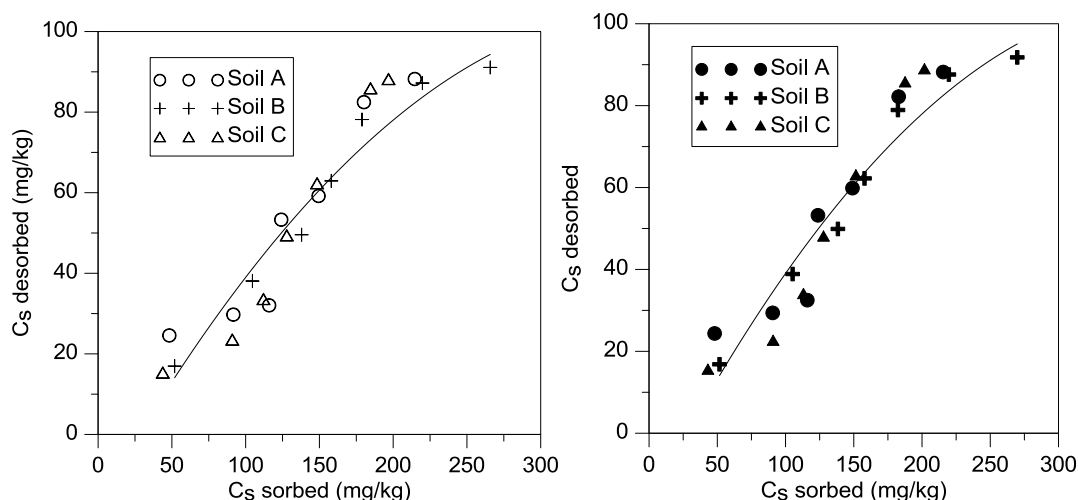 100
80
60
40
20
0
Cs desorbed (mg/kg)
Soil A
Soil B
Soil C
0 50 100 150 200 250 300
Cs sorbed (mg/kg)
100
80
60
40
20
0
Cs desorbed
Soil A
Soil B
Soil C
0 50 100 150 200 250 300
Cs sorbed (mg/kg)